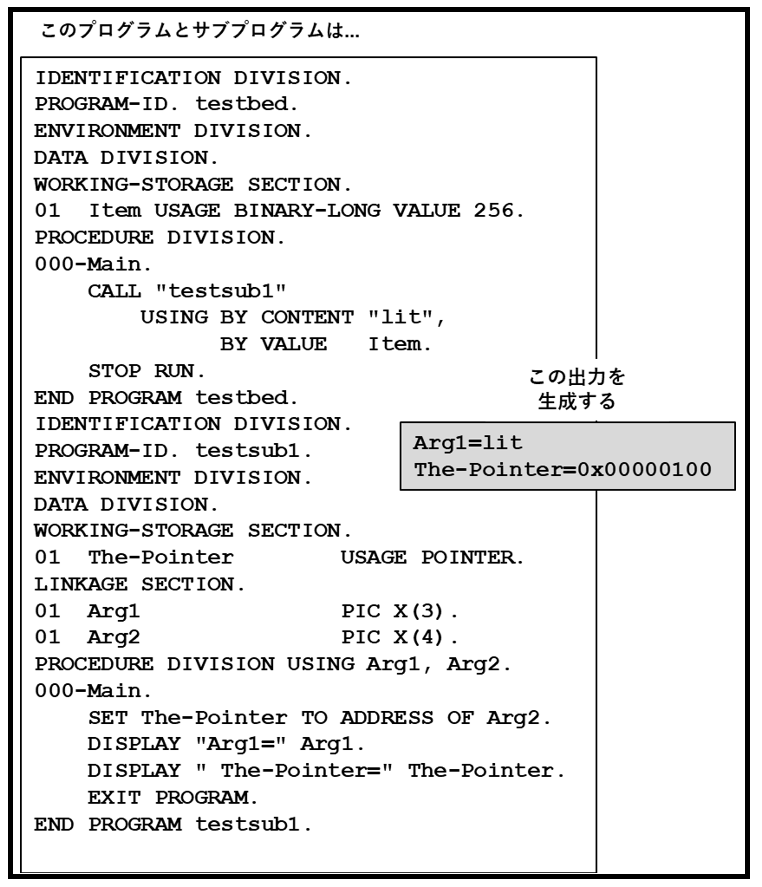 このプログラムとサブプログラムは...
IDENTIFICATION DIVISION.
PROGRAM-ID. testbed.
ENVIRONMENT DIVISION.
DATA DIVISION.
WORKING-STORAGE SECTION.
01  Item USAGE BINARY-LONG VALUE 256.
PROCEDURE DIVISION.
000-Main.
    CALL "testsub1"
        USING BY CONTENT "lit",
              BY VALUE   Item.
    STOP RUN.
END PROGRAM testbed.
IDENTIFICATION DIVISION.
PROGRAM-ID. testsub1.
ENVIRONMENT DIVISION.
DATA DIVISION.
WORKING-STORAGE SECTION.
01  The-Pointer        USAGE POINTER.
LINKAGE SECTION.
01  Arg1               PIC X(3).
01  Arg2               PIC X(4).
PROCEDURE DIVISION USING Arg1, Arg2.
000-Main.
    SET The-Pointer TO ADDRESS OF Arg2.
    DISPLAY "Arg1=" Arg1.
    DISPLAY " The-Pointer=" The-Pointer.
    EXIT PROGRAM.
END PROGRAM testsub1.
この出力を
生成する
Arg1=lit
The-Pointer=0x00000100